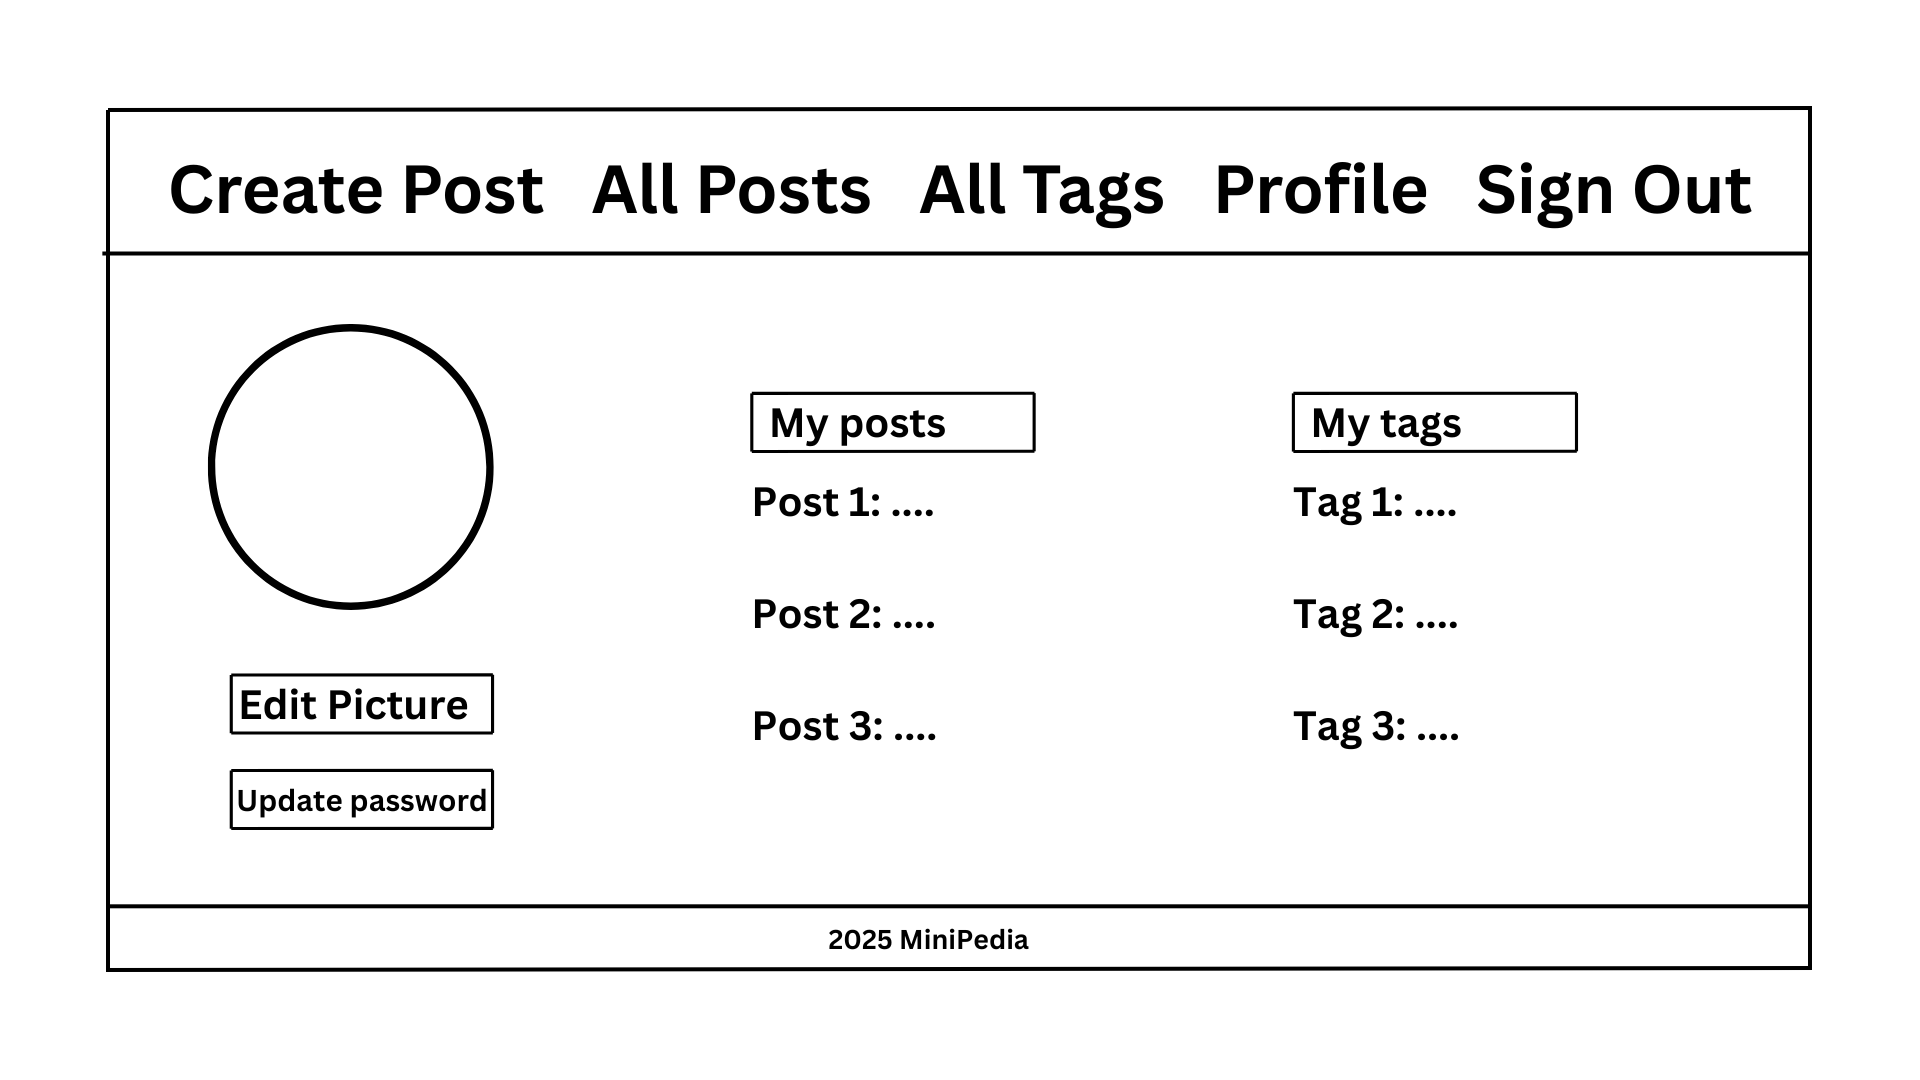 Create Post All Posts All Tags Profile Sign Out
Edit Picture
Update password
My posts
Post 1: ....
Post 2: ....
Post 3: ....
My tags
Tag 1: ....
Tag 2: ....
Tag 3: ....
2025 MiniPedia